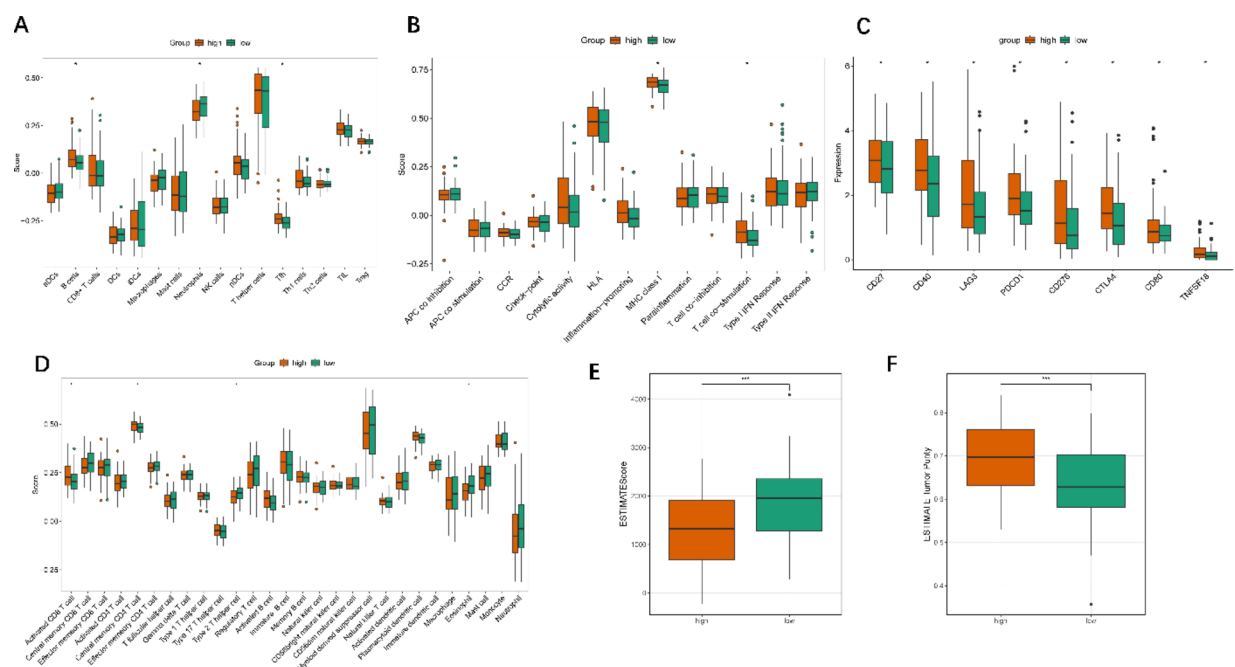 A
Group high low
Score
0.50
0.25
0.00
-0.25
aDCs
B cells
CD8+ T cells
DCs
iDCs
Macrophages
Mast cells
Neutrophils
NK cells
pDCs
T helper cells
Tfh
Th1 cells
Th2 cells
TIL
Treg
B
Group high low
Score
0.75
0.50
0.25
0.00
-0.25
APC co inhibition
APC co stimulation
CCR
Check-point
Cytolytic activity
HLA
Inflammation-promoting
MHC class I
Parainflammation
T cell co-inhibition
T cell co-stimulation
Type I IFN Reponse
Type II IFN Reponse
C
group high low
Expression
6
4
2
0
CD27
CD40
LAG3
PDCD1
CD276
CTLA4
CD80
TNFSF18
D
Group high low
Score
0.50
0.25
0.00
Activated CD8 T cell
Central memory CD8 T cell
Effector memory CD8 T cell
Activated CD4 T cell
Central memory CD4 T cell
Effector memory CD4 T cell
T follicular helper cell
Gamma delta T cell
Type 1 T helper cell
Type 17 T helper cell
Type 2 T helper cell
Regulatory T cell
Activated B cell
Immature B cell
Memory B cell
Natural killer cell
CD56bright natural killer cell
CD56dim natural killer cell
Myeloid derived suppressor cell
Natural killer T cell
Activated dendritic cell
Plasmacytoid dendritic cell
Immature dendritic cell
Macrophage
Eosinophil
Mast cell
Monocyte
Neutrophil
E
***
ESTIMATEScore
4000
1000
0
high
low
F
***
ESTIMATE Tumor Purity
0.8
0.5
0.4
high
low